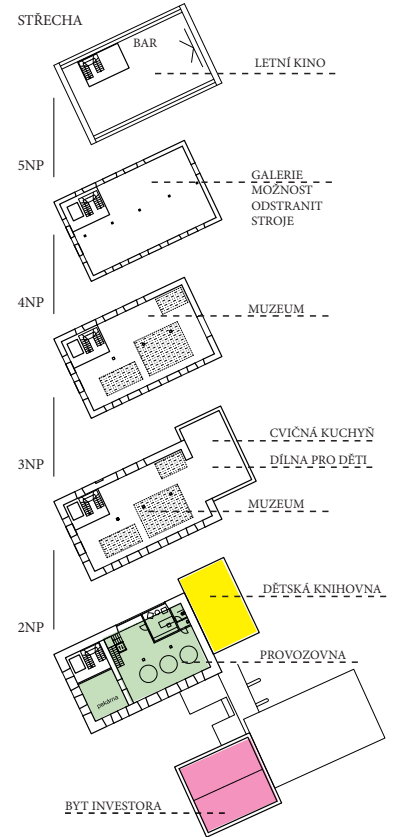 STŘECHA
BAR
LETNÍ KINO
5NP
GALERIE
MOŽNOST
ODSTRANIT
STROJE
4NP
MUZEUM
CVIČNÁ KUCHYŇ
3NP
DÍLNA PRO DĚTI
MUZEUM
DĚTSKÁ KNIHOVNA
2NP
PROVOZOVNA
pekárna
BYT INVESTORA